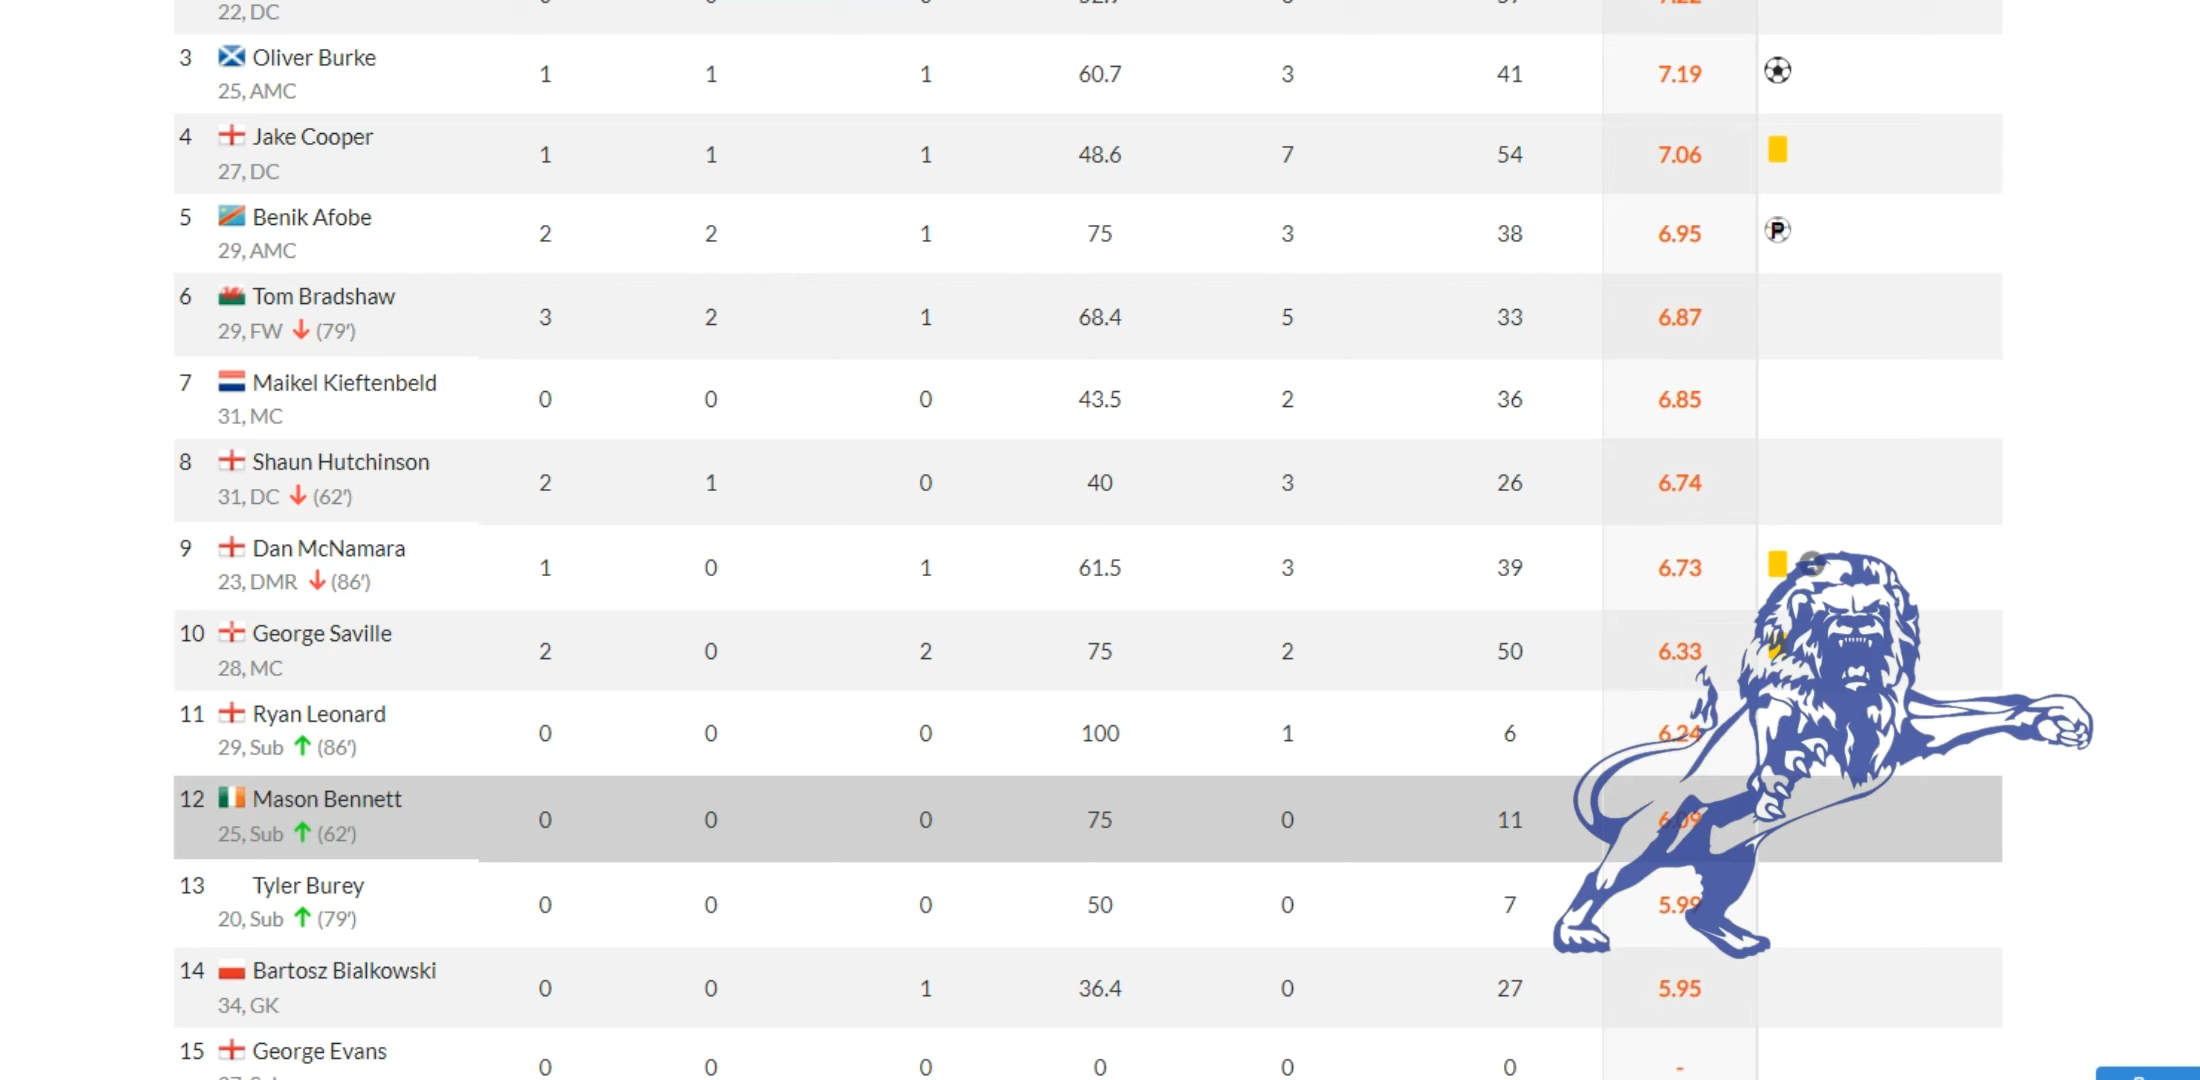 22, DC
7.22
3 Oliver Burke 1 1 1 60.7 3 41 7.19
25, AMC
4 Jake Cooper 1 1 1 48.6 7 54 7.06
27, DC
5 Benik Afobe 2 2 1 75 3 38 6.95 P
29, AMC
6 Tom Bradshaw 3 2 1 68.4 5 33 6.87
29, FW (79')
7 Maikel Kieftenbeld 0 0 0 43.5 2 36 6.85
31, MC
8 Shaun Hutchinson 2 1 0 40 3 26 6.74
31, DC (62')
9 Dan McNamara 1 0 1 61.5 3 39 6.73
23, DMR (86')
10 George Saville 2 0 2 75 2 50 6.33
28, MC
11 Ryan Leonard 0 0 0 100 1 6 6.24
29, Sub (86')
12 Mason Bennett 0 0 0 75 0 11 6.09
25, Sub (62')
13 Tyler Burey 0 0 0 50 0 7 5.99
20, Sub (79')
14 Bartosz Bialkowski 0 0 1 36.4 0 27 5.95
34, GK
15 George Evans 0 0 0 0 0 0 -